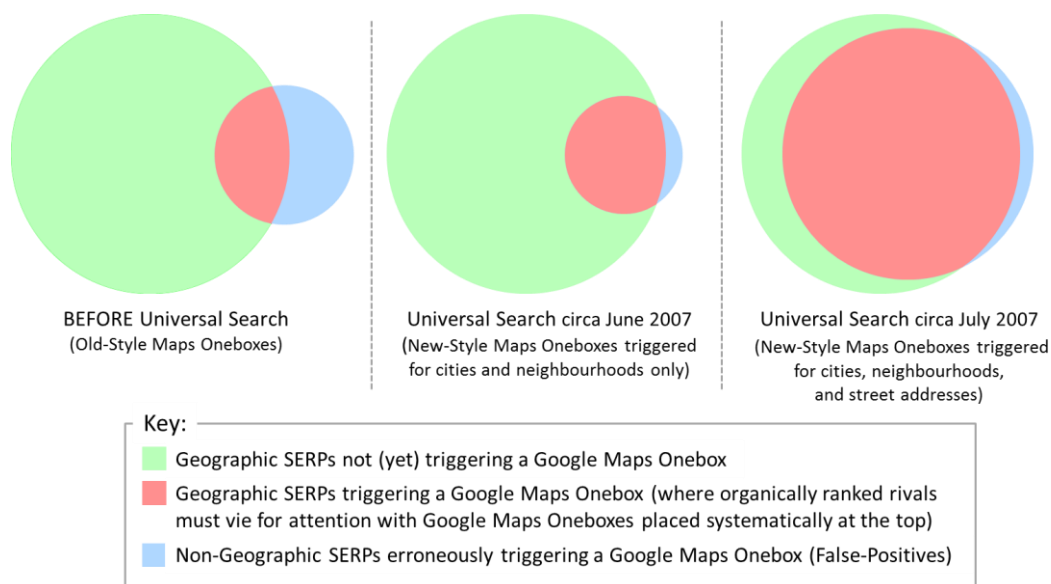 BEFORE Universal Search
(Old-Style Maps Oneboxes)
Universal Search circa June 2007
(New-Style Maps Oneboxes triggered
for cities and neighbourhoods only)
Universal Search circa July 2007
(New-Style Maps Oneboxes triggered
for cities, neighbourhoods,
and street addresses)
Key:
Geographic SERPs not (yet) triggering a Google Maps Onebox
Geographic SERPs triggering a Google Maps Onebox (where organically ranked rivals
must vie for attention with Google Maps Oneboxes placed systematically at the top)
Non-Geographic SERPs erroneously triggering a Google Maps Onebox (False-Positives)